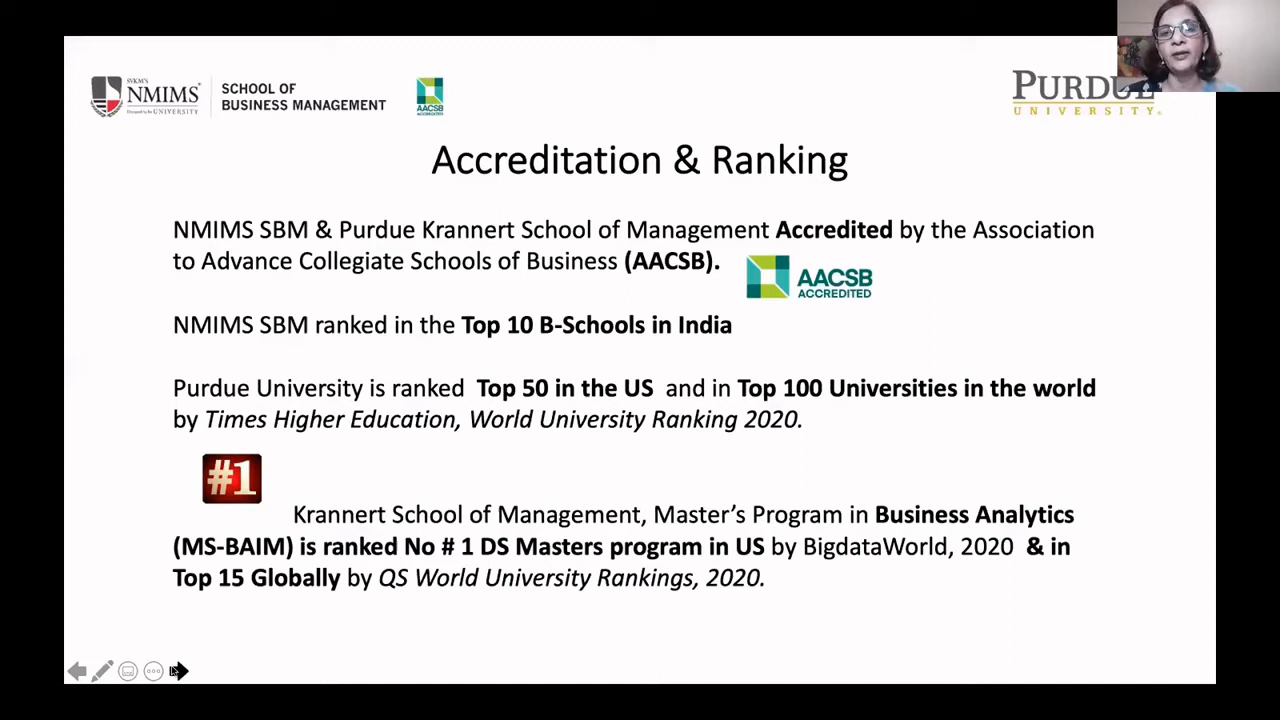 SVKM'S
NMIMS
Deemed to be UNIVERSITY
SCHOOL OF
BUSINESS MANAGEMENT
AACSB
ACCREDITED
PURDUE
UNIVERSITY
Accreditation & Ranking
NMIMS SBM & Purdue Krannert School of Management Accredited by the Association
to Advance Collegiate Schools of Business (AACSB).
AACSB
ACCREDITED
NMIMS SBM ranked in the Top 10 B-Schools in India
Purdue University is ranked Top 50 in the US and in Top 100 Universities in the world
by Times Higher Education, World University Ranking 2020.
#1
Krannert School of Management, Master's Program in Business Analytics
(MS-BAIM) is ranked No # 1 DS Masters program in US by BigdataWorld, 2020 & in
Top 15 Globally by QS World University Rankings, 2020.